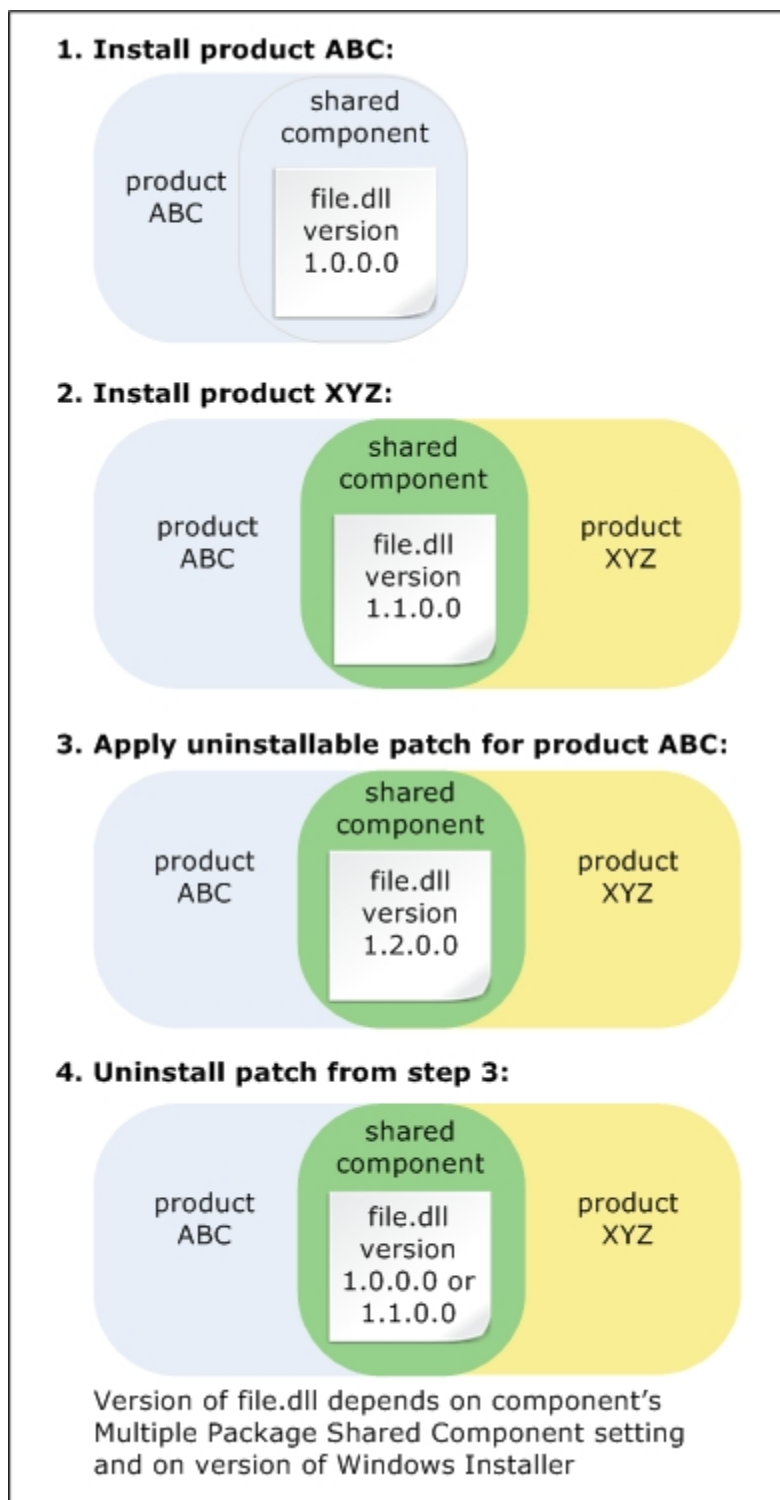 1. Install product ABC:
shared
component
product
ABC
file.dll
version
1.0.0.0
2. Install product XYZ:
shared
component
product
ABC
file.dll
version
1.1.0.0
product
XYZ
3. Apply uninstallable patch for product ABC:
shared
component
product
ABC
file.dll
version
1.2.0.0
product
XYZ
4. Uninstall patch from step 3:
shared
component
product
ABC
file.dll
version
1.0.0.0 or
1.1.0.0
product
XYZ
Version of file.dll depends on component's
Multiple Package Shared Component setting
and on version of Windows Installer